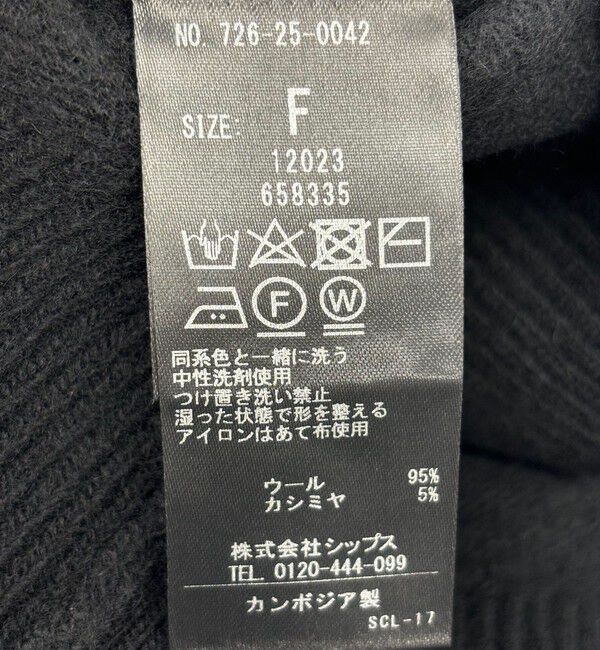 NO. 726-25-0042
SIZE: F
12023
658335
F W
同系色と一緒に洗う
中性洗剤使用
つけ置き洗い禁止
湿った状態で形を整える
アイロンはあて布使用
ウール 95%
カシミヤ 5%
株式会社シップス
TEL. 0120-444-099
カンボジア製
SCL-17